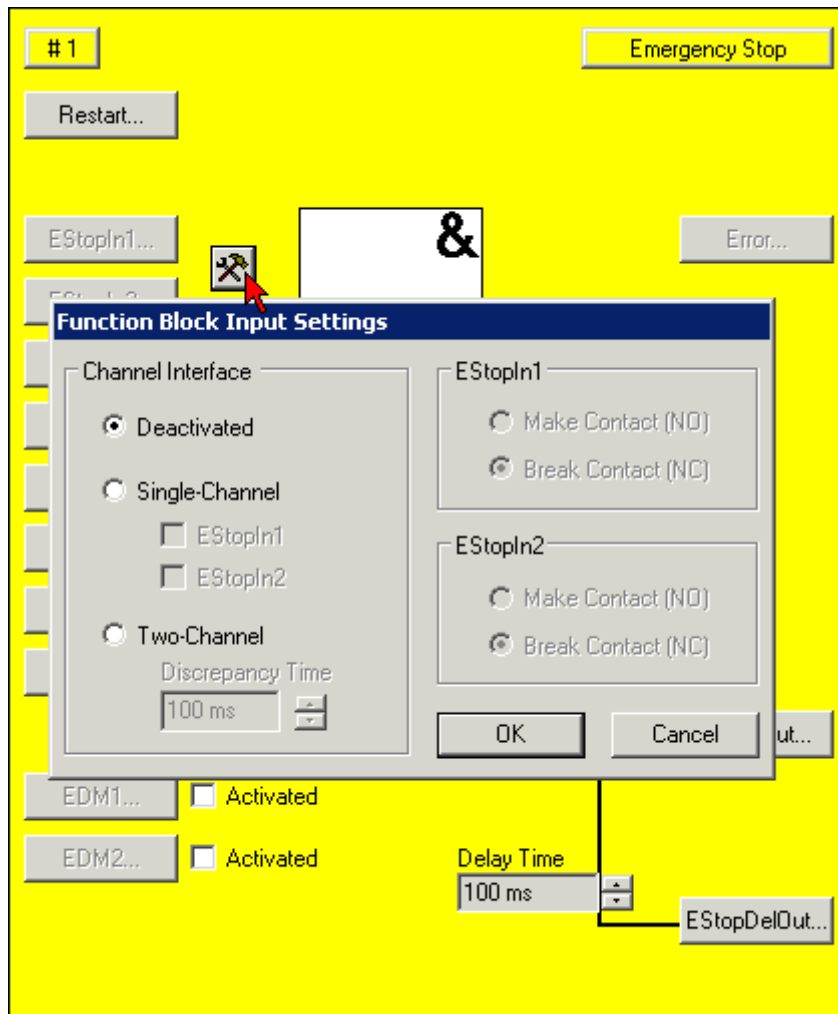 # 1
Emergency Stop
Restart...
EStopIn1...
&
Error...
Function Block Input Settings
Channel Interface
Deactivated
Single-Channel
EStopIn1
EStopIn2
Two-Channel
Discrepancy Time
100 ms
EStopIn1
Make Contact (NO)
Break Contact (NC)
EStopIn2
Make Contact (NO)
Break Contact (NC)
OK
Cancel
ut...
EDM1...
Activated
EDM2...
Activated
Delay Time
100 ms
EStopDelOut...